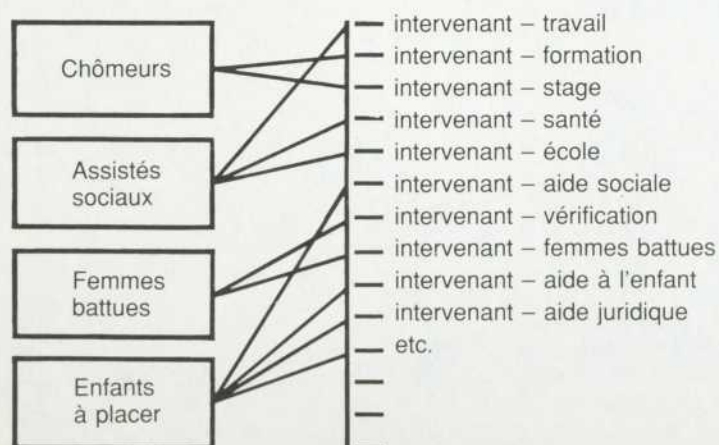 Chômeurs
Assistés
sociaux
Femmes
battues
Enfants
à placer
intervenant – travail
intervenant – formation
intervenant – stage
intervenant – santé
intervenant – école
intervenant – aide sociale
intervenant – vérification
intervenant – femmes battues
intervenant – aide à l'enfant
intervenant – aide juridique
etc.